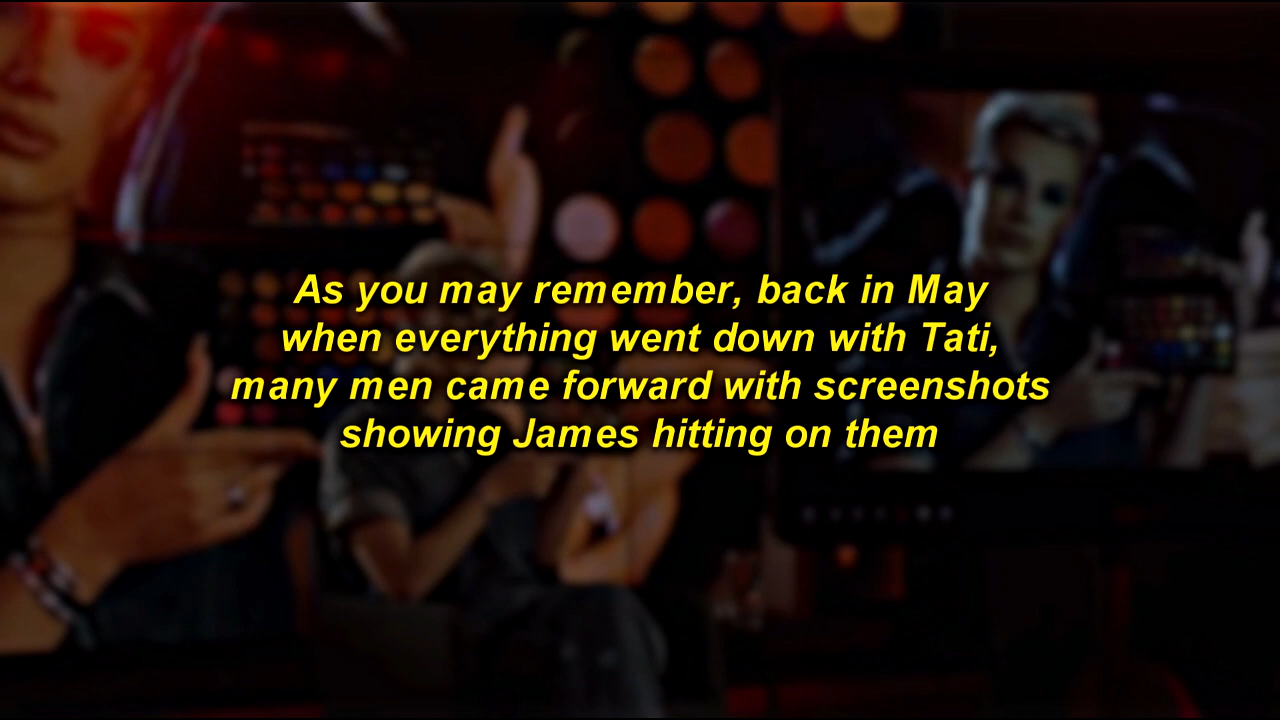 As you may remember, back in May
when everything went down with Tati,
many men came forward with screenshots
showing James hitting on them